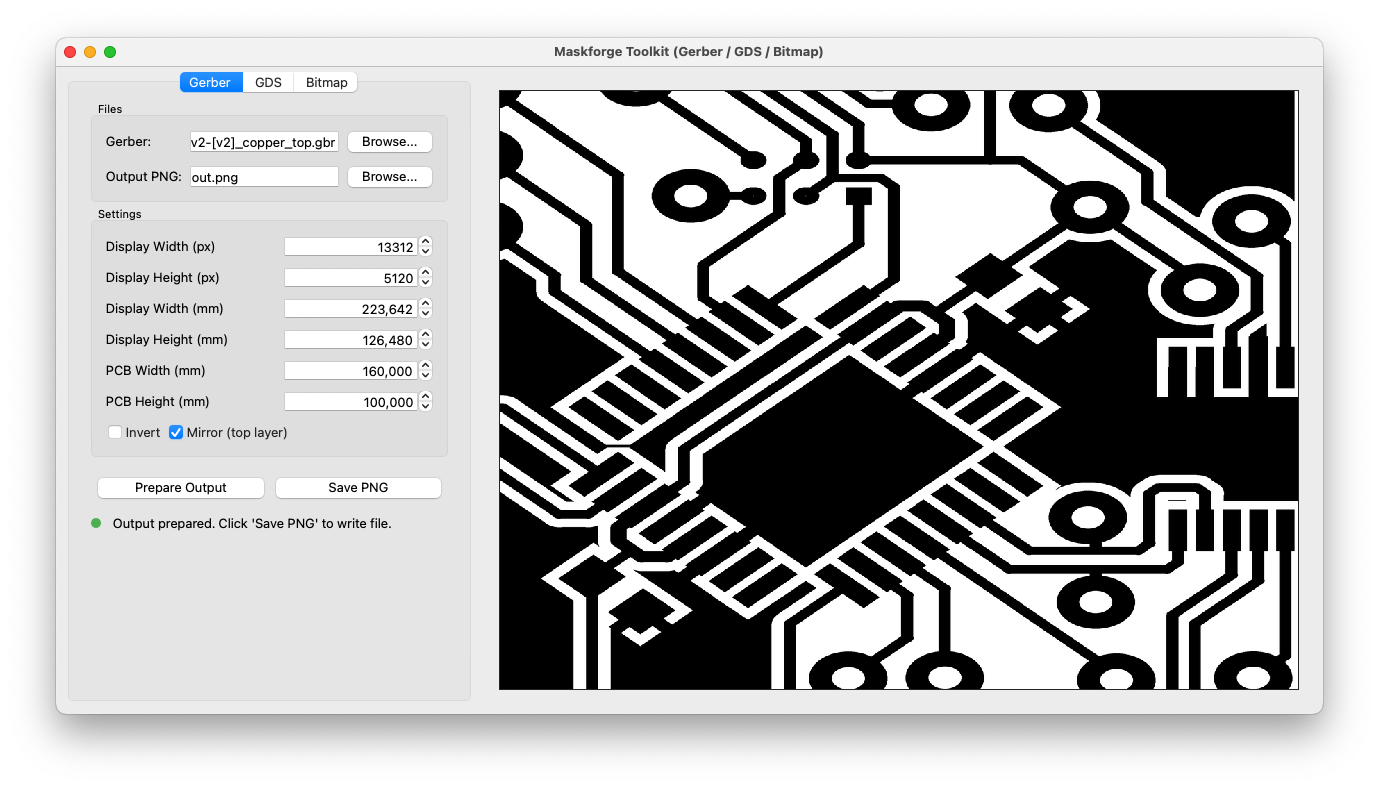 Maskforge Toolkit (Gerber / GDS / Bitmap)
Gerber GDS Bitmap
Files
Gerber: v2-[v2]_copper_top.gbr Browse...
Output PNG: out.png Browse...
Settings
Display Width (px) 13312
Display Height (px) 5120
Display Width (mm) 223,642
Display Height (mm) 126,480
PCB Width (mm) 160,000
PCB Height (mm) 100,000
Invert Mirror (top layer)
Prepare Output Save PNG
Output prepared. Click 'Save PNG' to write file.